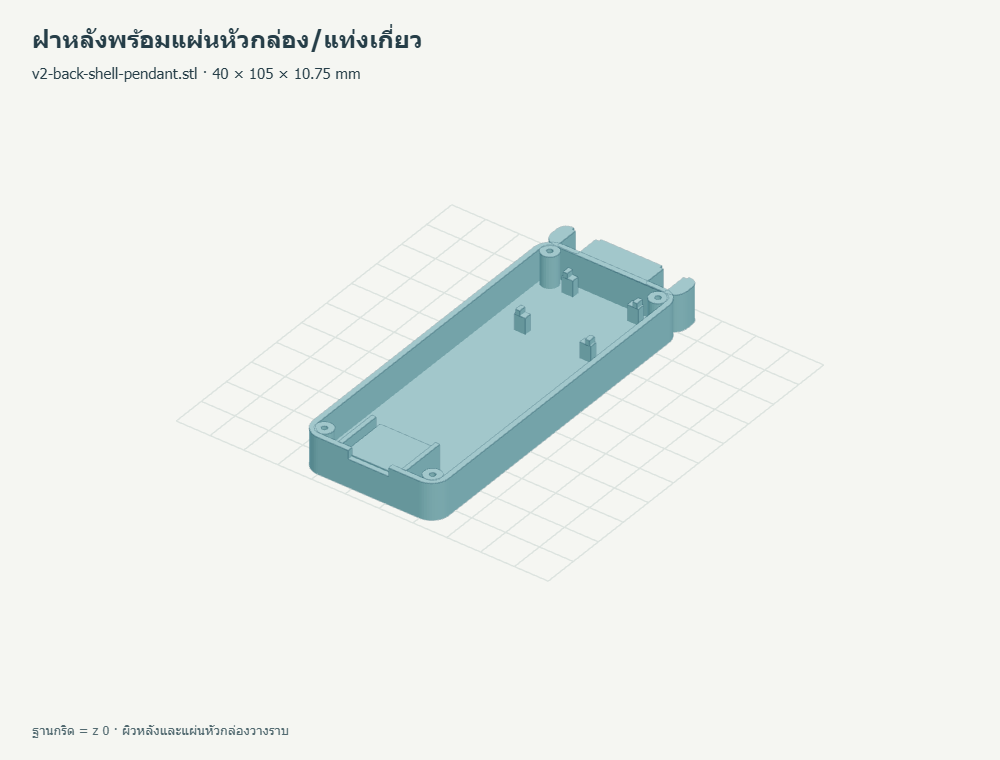 ฝาหลังพร้อมแผ่นหัวกล่อง/แท่งเกี่ยว
v2-back-shell-pendant.stl · 40 × 105 × 10.75 mm
ฐานกริด = z 0 · ผิวหลังและแผ่นหัวกล่องวางราบ